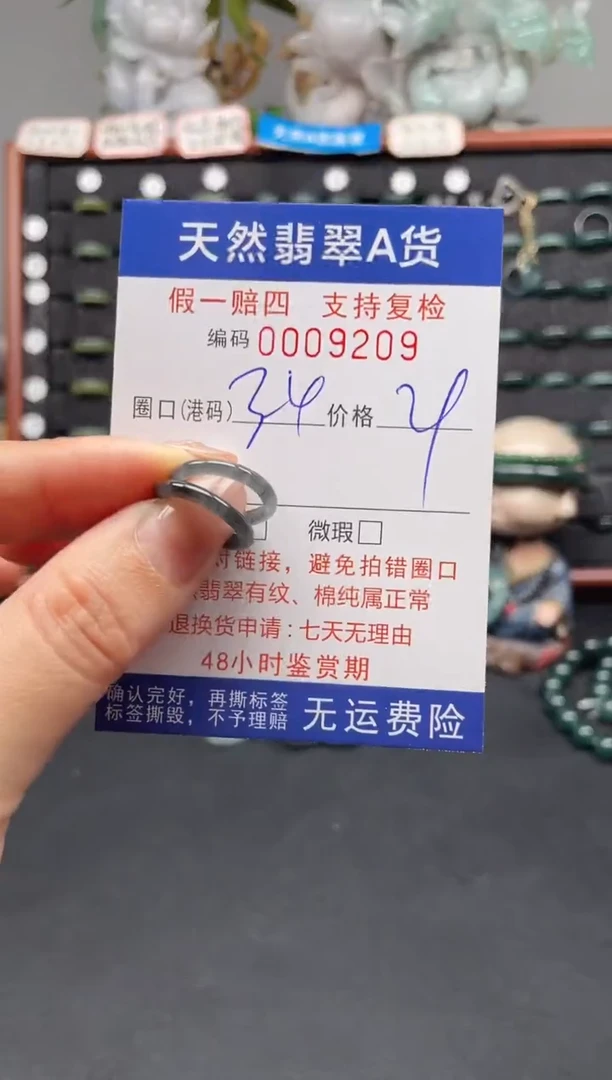 天然翡翠A货
假一赔四 支持复检
编码 0009209
圈口(港码) 34 价格 4
微瑕
对链接，避免拍错圈口
翡翠有纹、棉纯属正常
退换货申请：七天无理由
48小时鉴赏期
确认完好，再撕标签
标签撕毁，不予理赔
无运费险